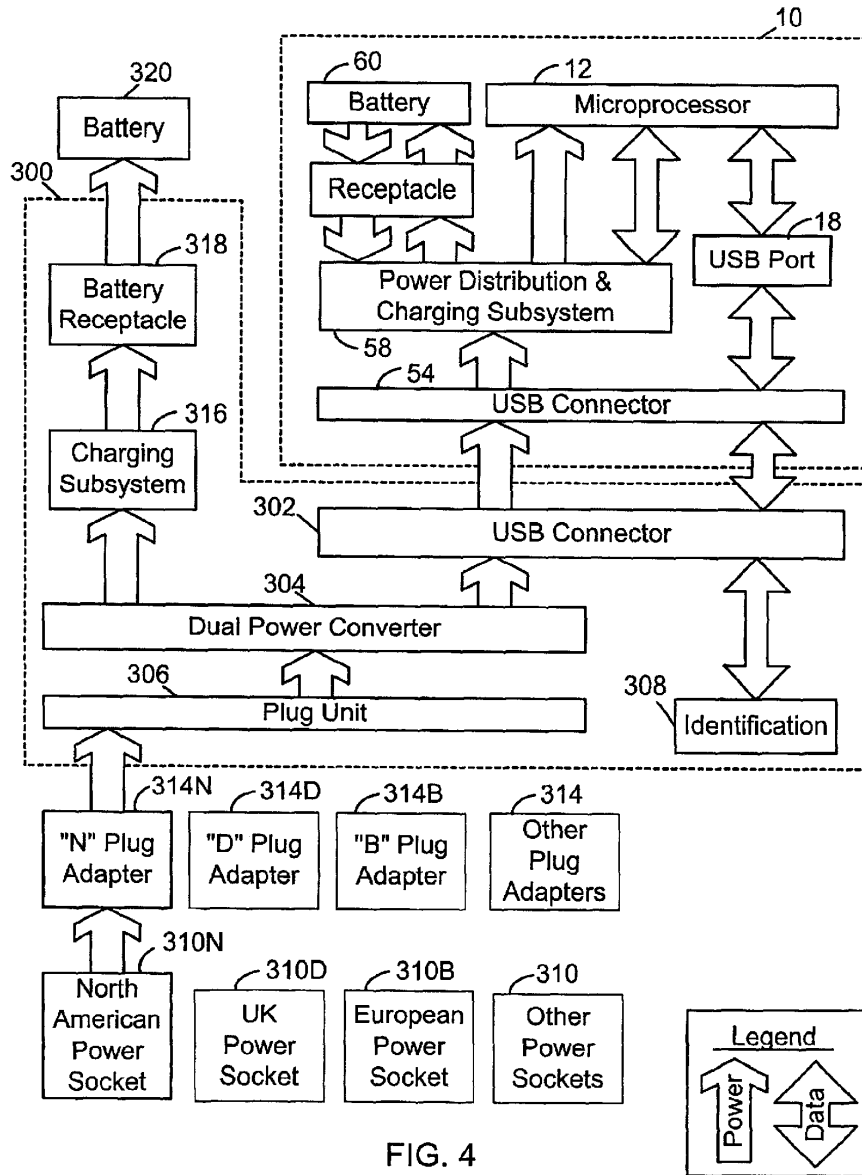 10
320
Battery
60
Battery
12
Microprocessor
300
Receptacle
18
USB Port
318
Battery
Receptacle
Power Distribution &
Charging Subsystem
58
54
USB Connector
316
Charging
Subsystem
302
USB Connector
304
Dual Power Converter
306
Plug Unit
308
Identification
314N
"N" Plug
Adapter
314D
"D" Plug
Adapter
314B
"B" Plug
Adapter
314
Other
Plug
Adapters
310N
North
American
Power
Socket
310D
UK
Power
Socket
310B
European
Power
Socket
310
Other
Power
Sockets
Legend
Power
Data
FIG. 4